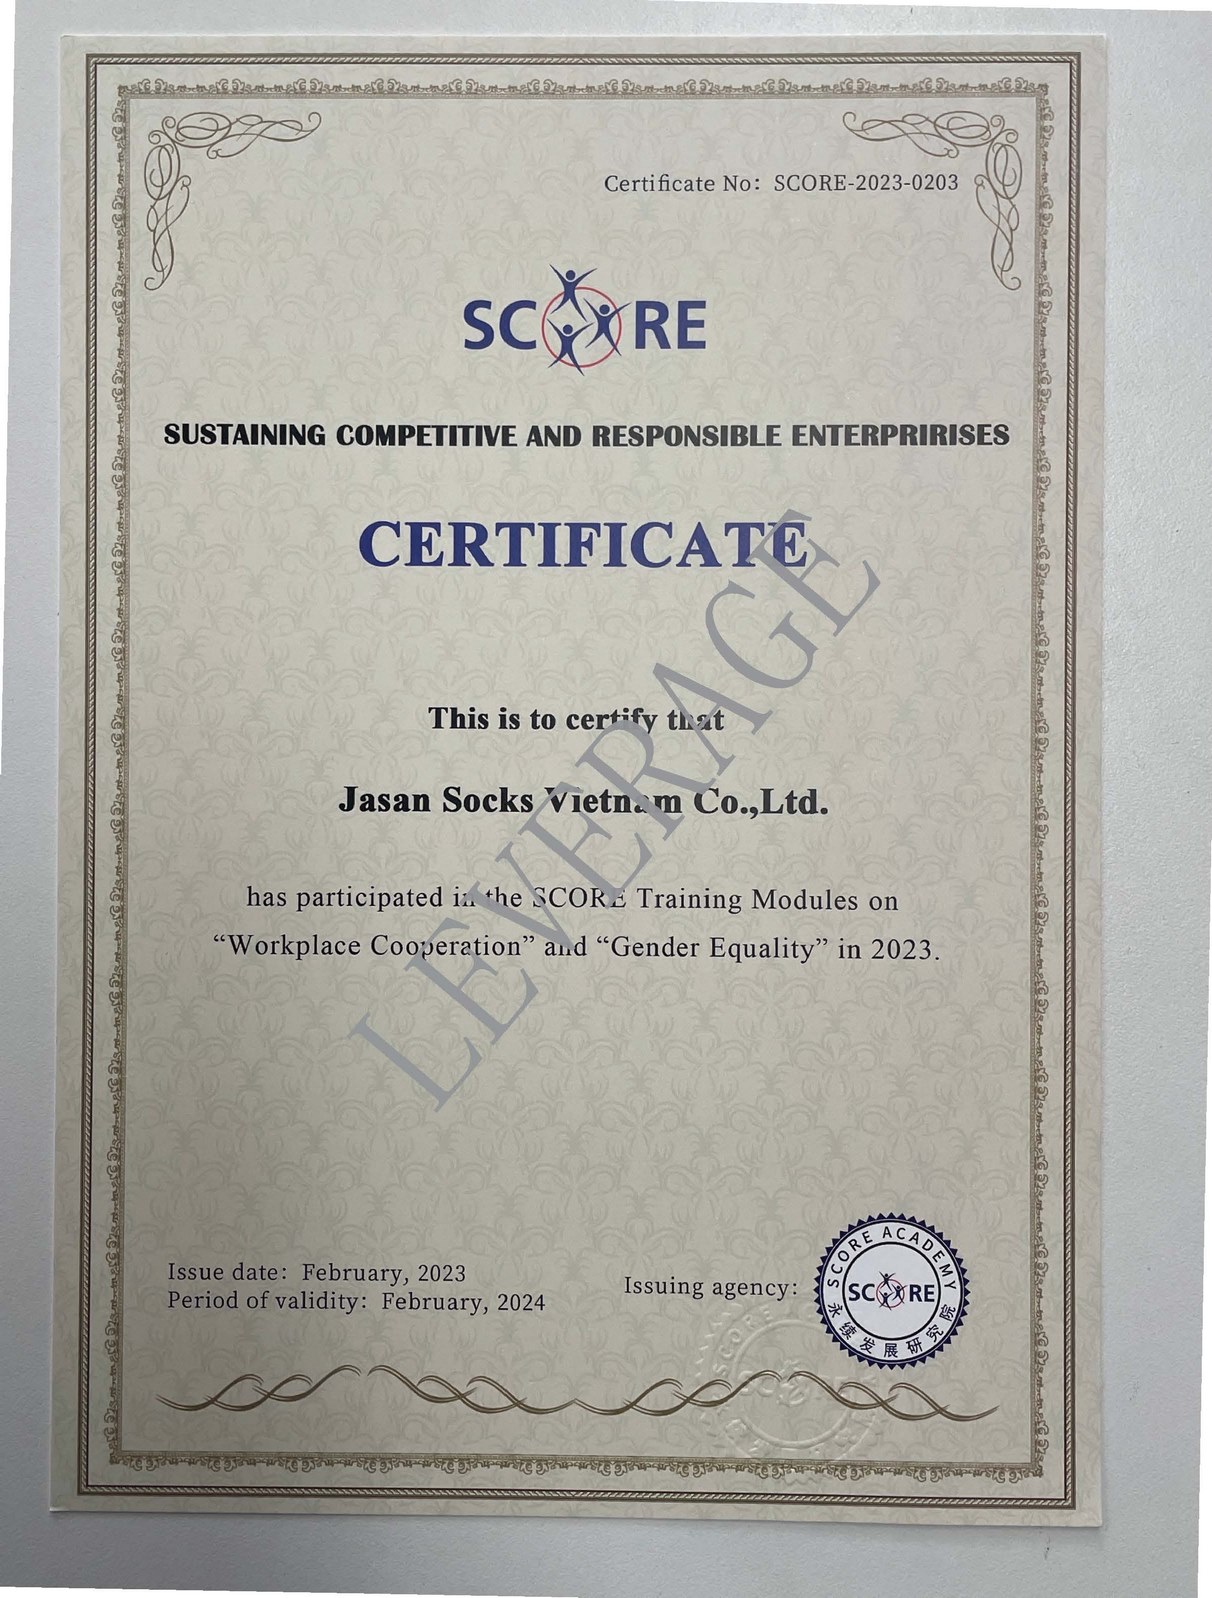 Certificate No: SCORE-2023-0203
SCORE
SUSTAINING COMPETITIVE AND RESPONSIBLE ENTERPRIRISES
CERTIFICATE
This is to certify that
Jasan Socks Vietnam Co.,Ltd.
has participated in the SCORE Training Modules on
“Workplace Cooperation” and “Gender Equality” in 2023.
LEVERAGE
Issue date: February, 2023
Period of validity: February, 2024
Issuing agency:
SCORE ACADEMY
SCORE
永续发展研究院
SCORE